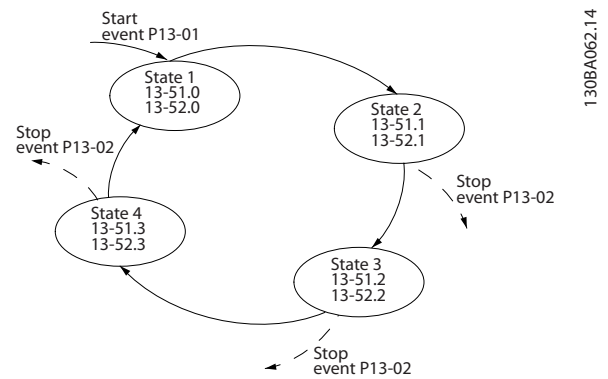 Start
event P13-01
State 1
13-51.0
13-52.0
State 2
13-51.1
13-52.1
Stop
event P13-02
Stop
event P13-02
State 4
13-51.3
13-52.3
State 3
13-51.2
13-52.2
Stop
event P13-02
130BA062.14